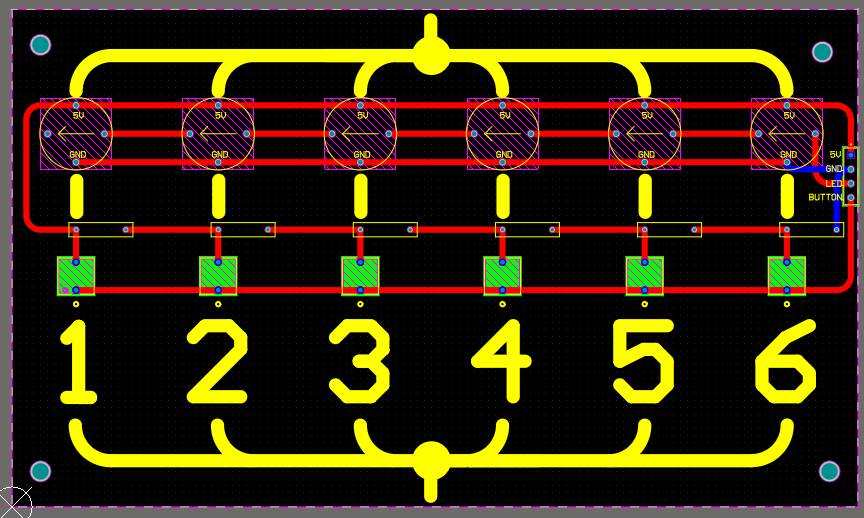 5V 5V 5V 5V 5V 5V
GND GND GND GND GND GND
5V
GND
LED
BUTTON
1 2 3 4 5 6